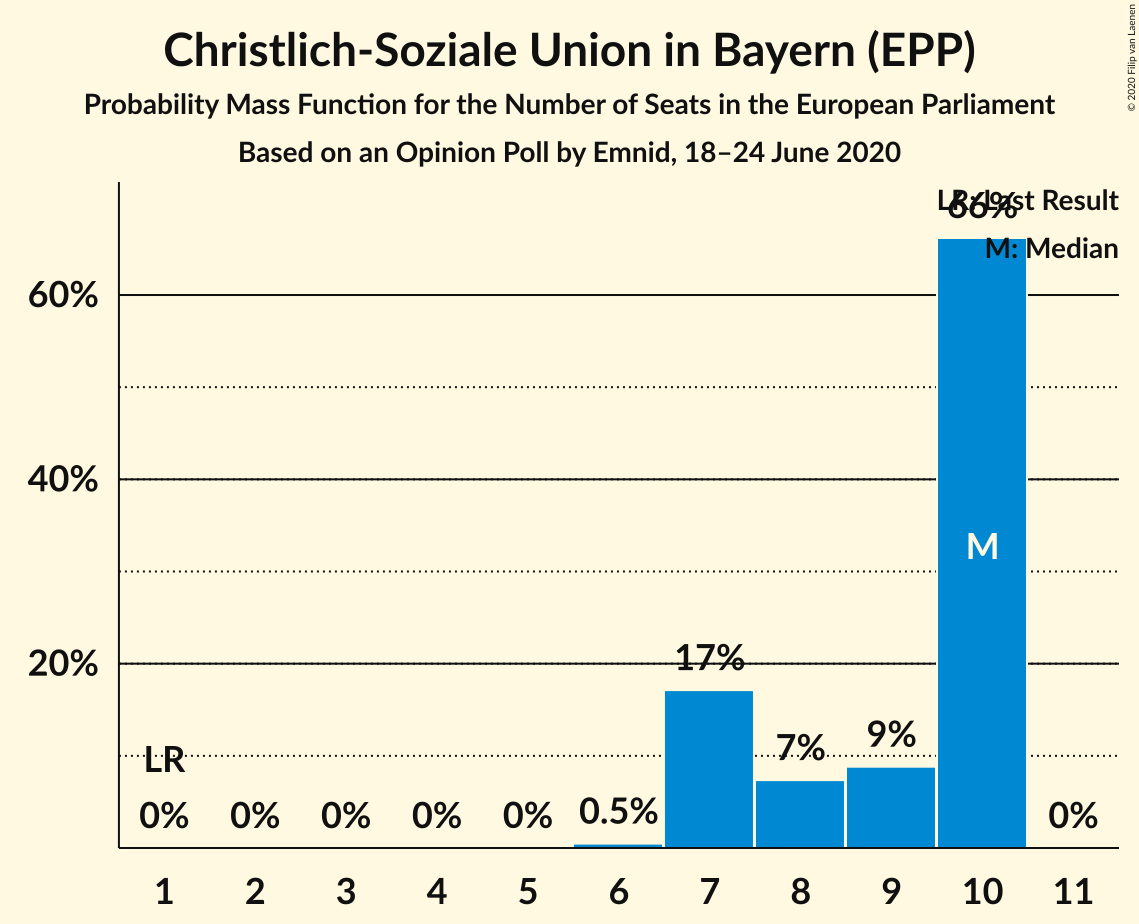 Christlich-Soziale Union in Bayern (EPP)
Probability Mass Function for the Number of Seats in the European Parliament
Based on an Opinion Poll by Emnid, 18–24 June 2020
© 2020 Filip van Laenen
LR: Last Result
66%
M: Median
60%
40%
M
20%
17%
9%
7%
LR
0% 0% 0% 0% 0% 0.5% 0%
1 2 3 4 5 6 7 8 9 10 11